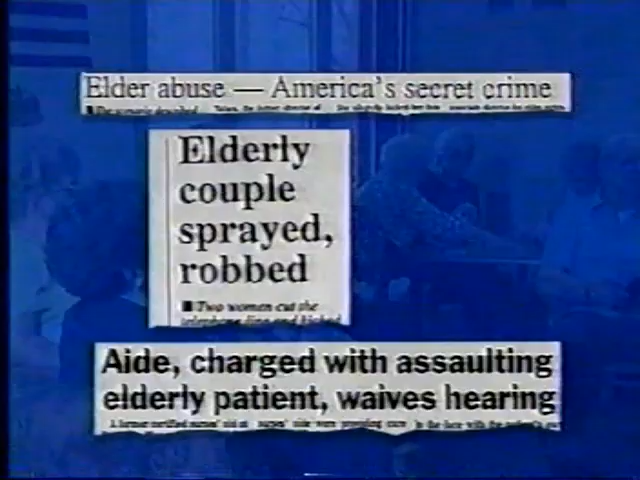 Elder abuse — America's secret crime
Elderly
couple
sprayed,
robbed
■ Two women cut the
Aide, charged with assaulting
elderly patient, waives hearing